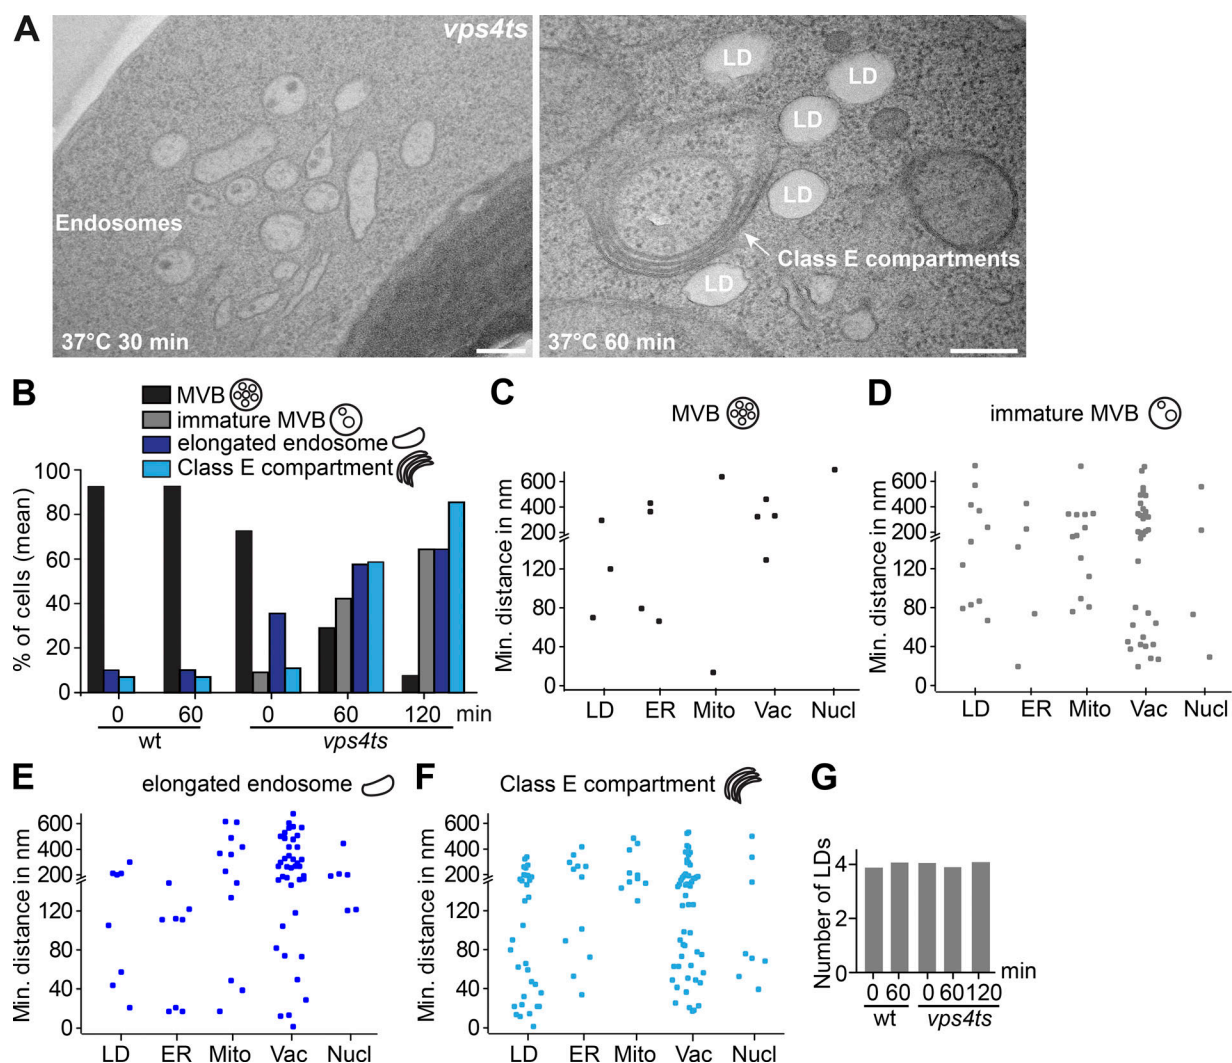 A
vps4ts
Endosomes
37°C 30 min
LD
LD
LD
LD
LD
Class E compartments
37°C 60 min
B
MVB
immature MVB
elongated endosome
Class E compartment
% of cells (mean)
100
80
60
40
20
0
0 60 0 60 120 min
wt vps4ts
C
MVB
Min. distance in nm
600
400
200
120
80
40
0
LD ER Mito Vac Nucl
D
immature MVB
Min. distance in nm
600
400
200
120
80
40
0
LD ER Mito Vac Nucl
E
elongated endosome
Min. distance in nm
600
400
200
120
80
40
0
LD ER Mito Vac Nucl
F
Class E compartment
Min. distance in nm
600
400
200
120
80
40
0
LD ER Mito Vac Nucl
G
Number of LDs
4
2
0
0 60 0 60 120 min
wt vps4ts